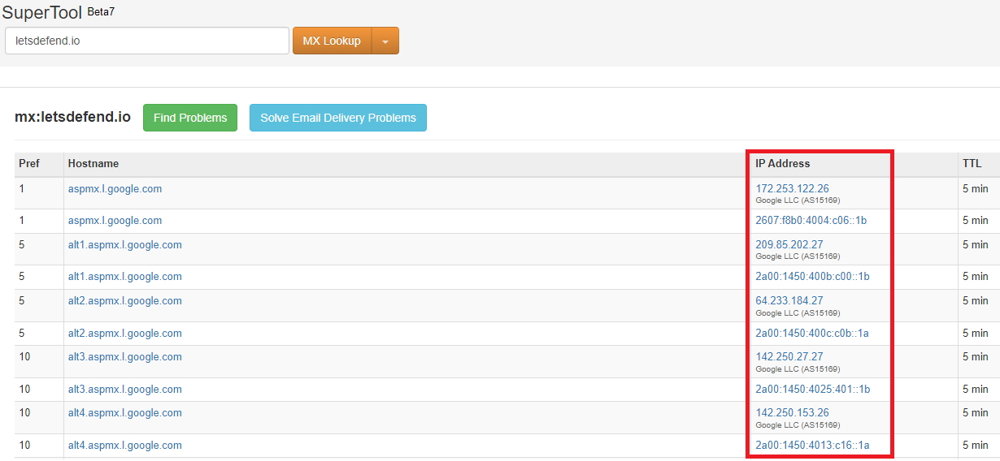 SuperTool Beta7
letsdefend.io MX Lookup
mx:letsdefend.io Find Problems Solve Email Delivery Problems
Pref Hostname IP Address TTL
1 aspmx.l.google.com 172.253.122.26 5 min
Google LLC (AS15169)
1 aspmx.l.google.com 2607:f8b0:4004:c06::1b 5 min
5 alt1.aspmx.l.google.com 209.85.202.27 5 min
Google LLC (AS15169)
5 alt1.aspmx.l.google.com 2a00:1450:400b:c00::1b 5 min
5 alt2.aspmx.l.google.com 64.233.184.27 5 min
Google LLC (AS15169)
5 alt2.aspmx.l.google.com 2a00:1450:400c:c0b::1a 5 min
10 alt3.aspmx.l.google.com 142.250.27.27 5 min
Google LLC (AS15169)
10 alt3.aspmx.l.google.com 2a00:1450:4025:401::1b 5 min
10 alt4.aspmx.l.google.com 142.250.153.26 5 min
Google LLC (AS15169)
10 alt4.aspmx.l.google.com 2a00:1450:4013:c16::1a 5 min